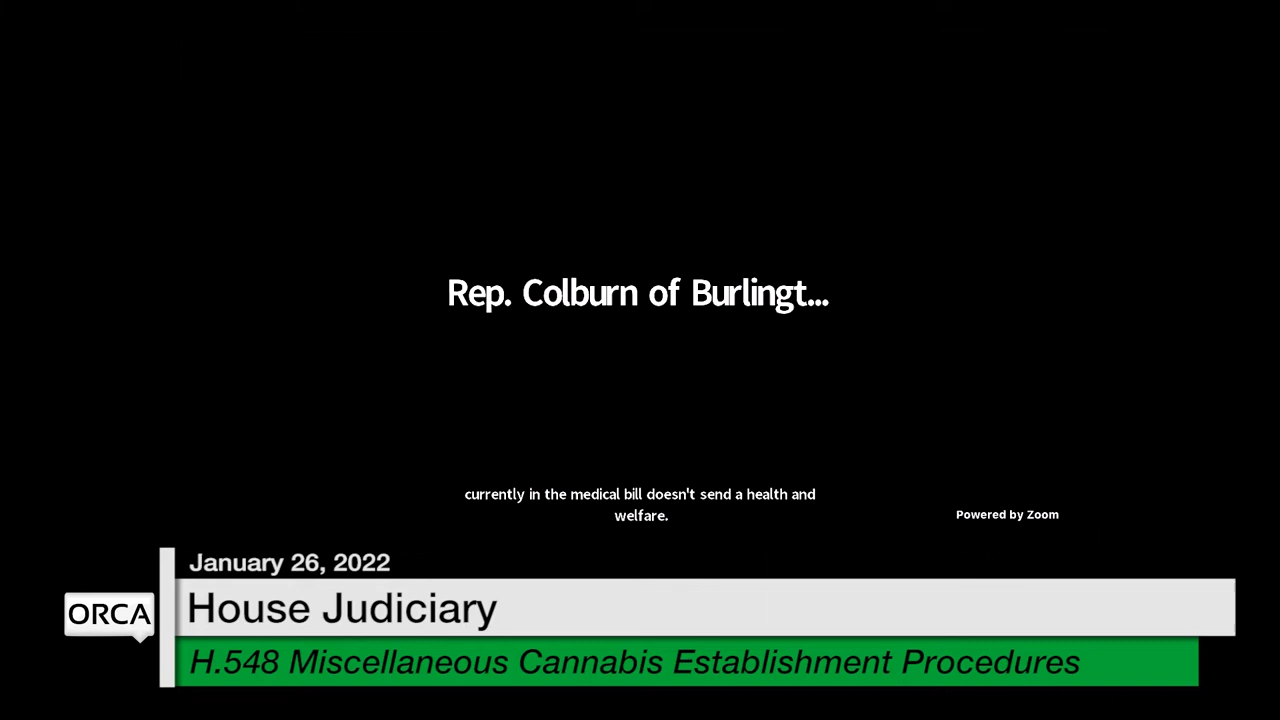 Rep. Colburn of Burlingt...
currently in the medical bill doesn't send a health and
welfare.
Powered by Zoom
January 26, 2022
ORCA
House Judiciary
H.548 Miscellaneous Cannabis Establishment Procedures